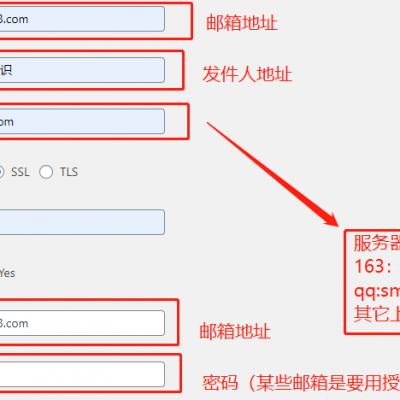 3.com
邮箱地址
识
发件人地址
om
SSL TLS
服务器
163：
qq:sm
其它上
Yes
3.com
邮箱地址
密码（某些邮箱是要用授